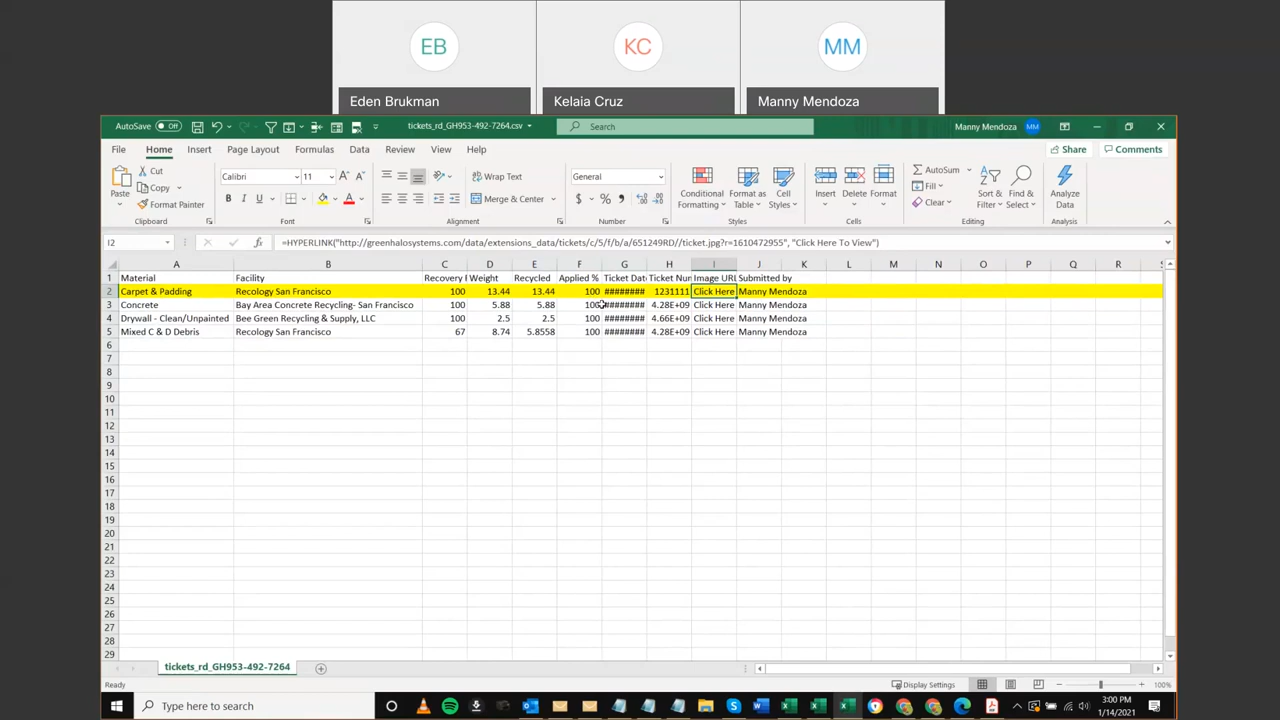 EB
KC
MM
Eden Brukman
Kelaia Cruz
Manny Mendoza
AutoSave Off
tickets_rd_GH953-492-7264.csv
Search
Manny Mendoza MM
File Home Insert Page Layout Formulas Data Review View Help
Share Comments
Paste
Cut
Copy
Format Painter
Clipboard
Calibri 11
B I U
Font
Wrap Text
Merge & Center
Alignment
General
$ % 9
Number
Conditional Formatting
Format as Table
Cell Styles
Styles
Insert Delete Format
Cells
AutoSum
Fill
Clear
Sort & Filter
Find & Select
Editing
Analyze Data
Analysis
I2 fx =HYPERLINK("http://greenhalosystems.com/data/extensions_data/tickets/c/5/f/b/a/651249RD//ticket.jpg?r=1610472955", "Click Here To View")
A B C D E F G H I J K L M N O P Q R
1 Material Facility Recovery Weight Recycled Applied % Ticket Dat Ticket Nur Image URL Submitted by
2 Carpet & Padding Recology San Francisco 100 13.44 13.44 100 ######## 1231111 Click Here Manny Mendoza
3 Concrete Bay Area Concrete Recycling- San Francisco 100 5.88 5.88 100 ######## 4.28E+09 Click Here Manny Mendoza
4 Drywall - Clean/Unpainted Bee Green Recycling & Supply, LLC 100 2.5 2.5 100 ######## 4.66E+09 Click Here Manny Mendoza
5 Mixed C & D Debris Recology San Francisco 67 8.74 5.8558 100 ######## 4.28E+09 Click Here Manny Mendoza
6
7
8
9
10
11
12
13
14
15
16
17
18
19
20
21
22
23
24
25
26
27
28
29
tickets_rd_GH953-492-7264
Ready
Display Settings
100%
Type here to search
3:00 PM
1/14/2021